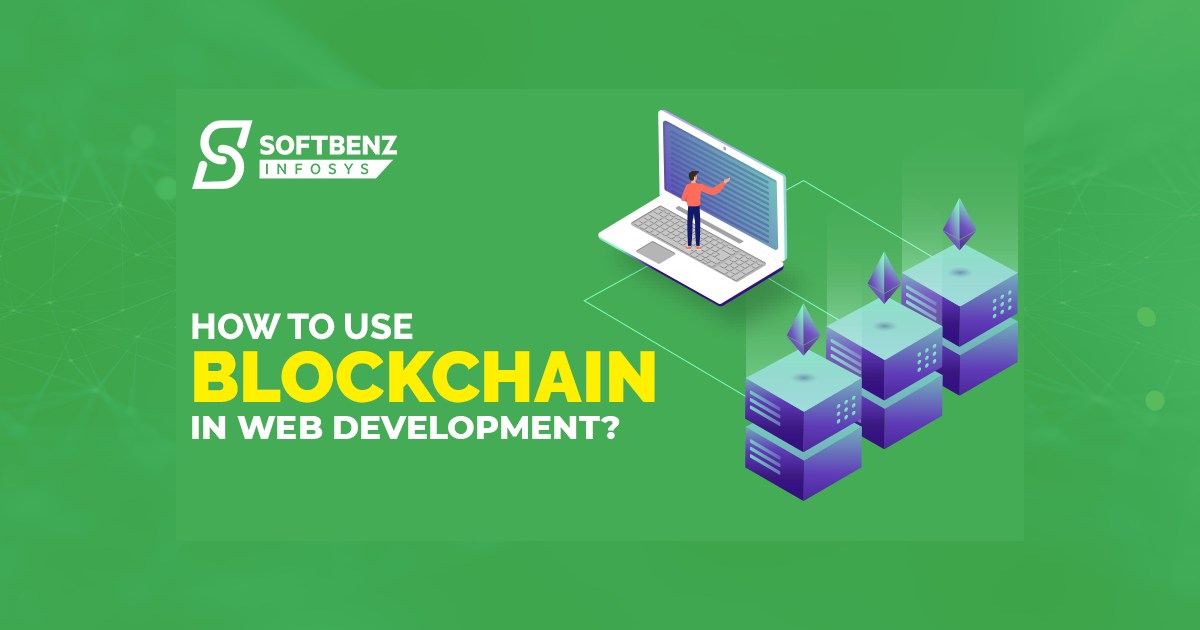 SOFTBENZ
INFOSYS
HOW TO USE
BLOCKCHAIN
IN WEB DEVELOPMENT?